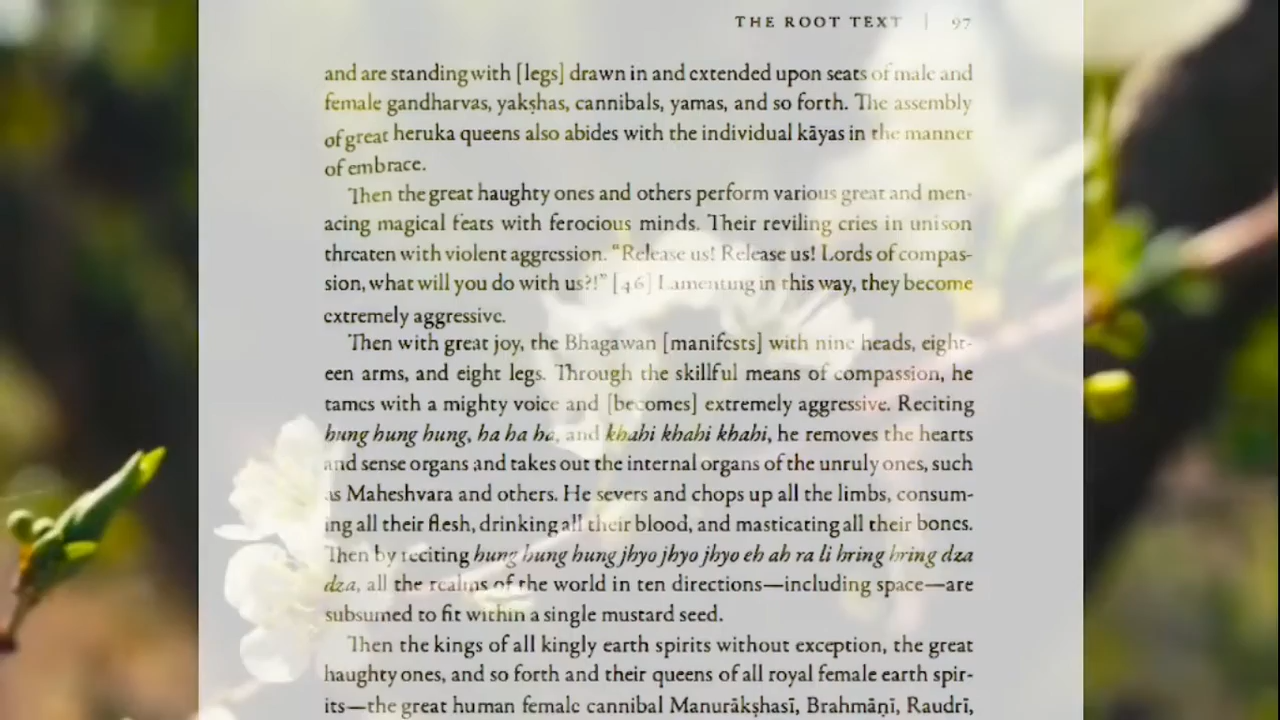 THE ROOT TEXT | 97
and are standing with [legs] drawn in and extended upon seats of male and
female gandharvas, yakṣhas, cannibals, yamas, and so forth. The assembly
of great heruka queens also abides with the individual kāyas in the manner
of embrace.
Then the great haughty ones and others perform various great and men-
acing magical feats with ferocious minds. Their reviling cries in unison
threaten with violent aggression. “Release us! Release us! Lords of compas-
sion, what will you do with us?!” [46] Lamenting in this way, they become
extremely aggressive.
Then with great joy, the Bhagawan [manifests] with nine heads, eight-
een arms, and eight legs. Through the skillful means of compassion, he
tames with a mighty voice and [becomes] extremely aggressive. Reciting
hung hung hung, ha ha ha, and khahi khahi khahi, he removes the hearts
and sense organs and takes out the internal organs of the unruly ones, such
as Maheshvara and others. He severs and chops up all the limbs, consum-
ing all their flesh, drinking all their blood, and masticating all their bones.
Then by reciting hung hung hung jhyo jhyo jhyo eh ah ra li hring hring dza
dza, all the realms of the world in ten directions—including space—are
subsumed to fit within a single mustard seed.
Then the kings of all kingly earth spirits without exception, the great
haughty ones, and so forth and their queens of all royal female earth spir-
its—the great human female cannibal Manurākṣhasī, Brahmāṇī, Raudrī,